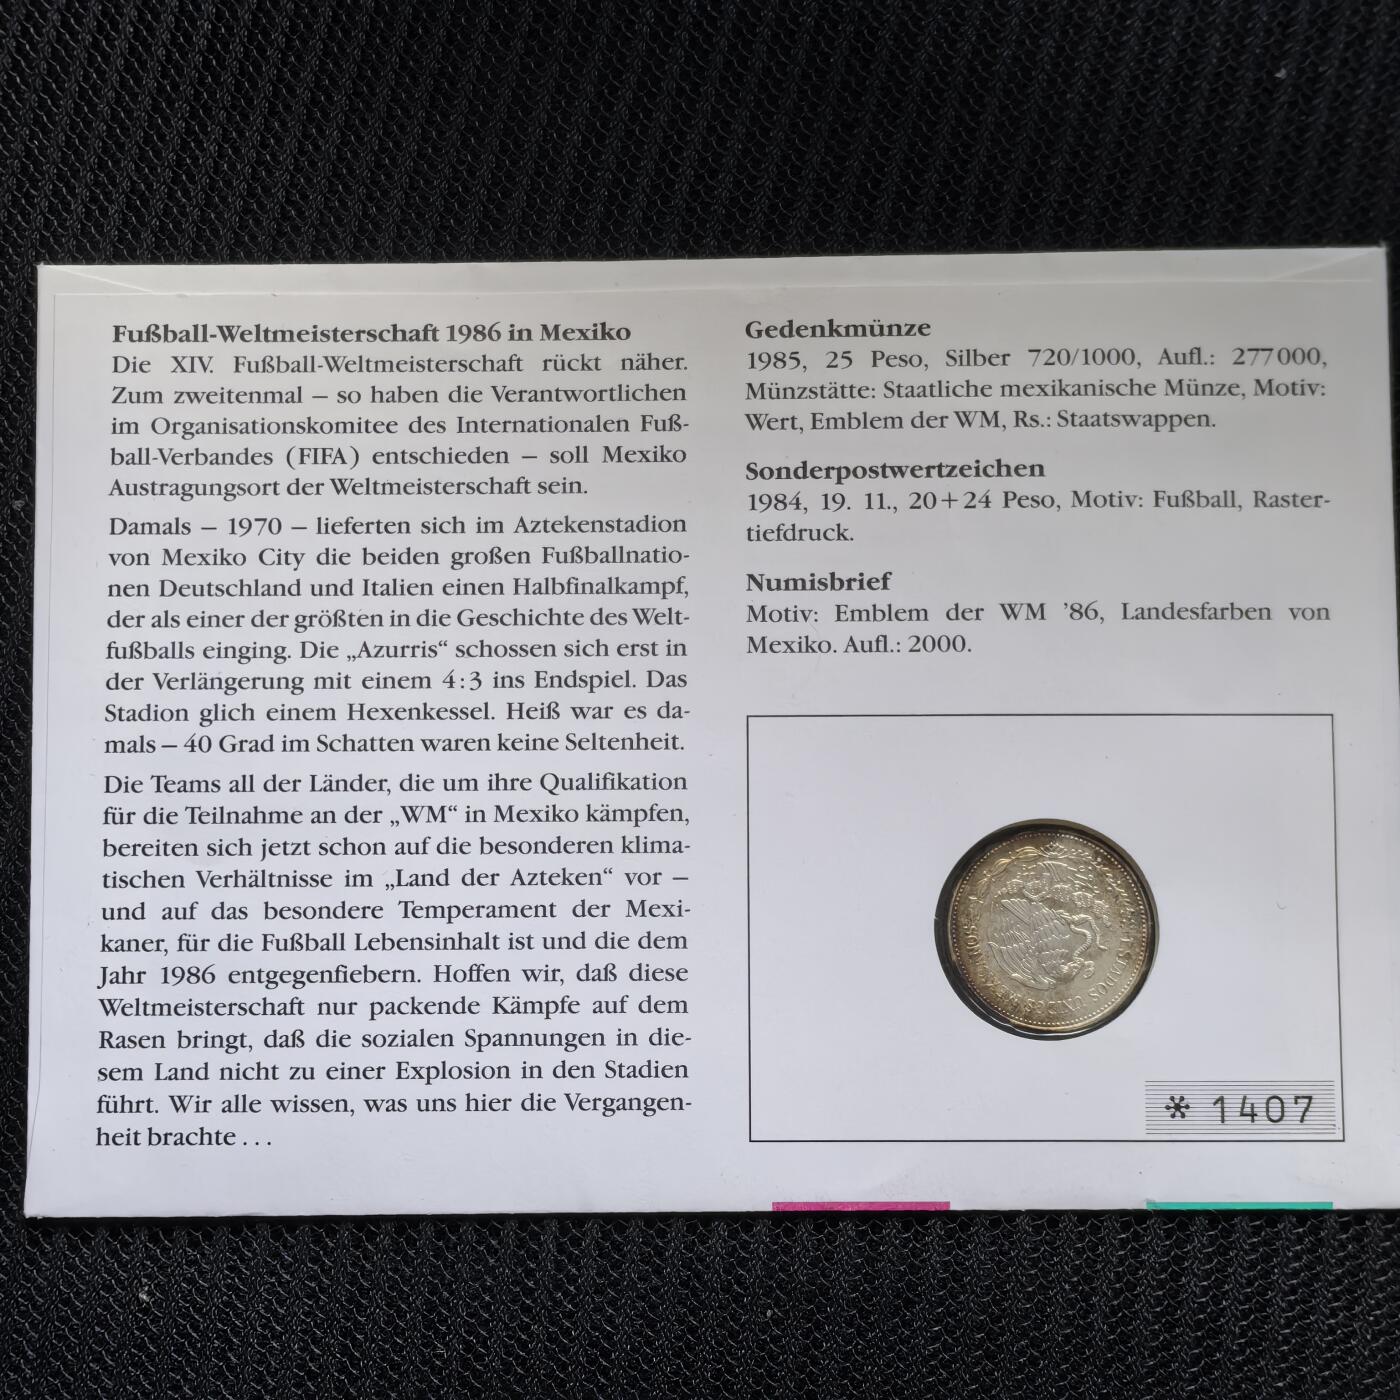 Fußball-Weltmeisterschaft 1986 in Mexiko
Die XIV. Fußball-Weltmeisterschaft rückt näher.
Zum zweitenmal – so haben die Verantwortlichen
im Organisationskomitee des Internationalen Fuß-
ball-Verbandes (FIFA) entschieden – soll Mexiko
Austragungsort der Weltmeisterschaft sein.
Damals – 1970 – lieferten sich im Aztekenstadion
von Mexiko City die beiden großen Fußballnatio-
nen Deutschland und Italien einen Halbfinalkampf,
der als einer der größten in die Geschichte des Welt-
fußballs einging. Die „Azurris“ schossen sich erst in
der Verlängerung mit einem 4:3 ins Endspiel. Das
Stadion glich einem Hexenkessel. Heiß war es da-
mals – 40 Grad im Schatten waren keine Seltenheit.
Die Teams all der Länder, die um ihre Qualifikation
für die Teilnahme an der „WM“ in Mexiko kämpfen,
bereiten sich jetzt schon auf die besonderen klima-
tischen Verhältnisse im „Land der Azteken“ vor –
und auf das besondere Temperament der Mexi-
kaner, für die Fußball Lebensinhalt ist und die dem
Jahr 1986 entgegenfiebern. Hoffen wir, daß diese
Weltmeisterschaft nur packende Kämpfe auf dem
Rasen bringt, daß die sozialen Spannungen in die-
sem Land nicht zu einer Explosion in den Stadien
führt. Wir alle wissen, was uns hier die Vergangen-
heit brachte ...
Gedenkmünze
1985, 25 Peso, Silber 720/1000, Aufl.: 277 000,
Münzstätte: Staatliche mexikanische Münze, Motiv:
Wert, Emblem der WM, Rs.: Staatswappen.
Sonderpostwertzeichen
1984, 19. 11., 20+24 Peso, Motiv: Fußball, Raster-
tiefdruck.
Numisbrief
Motiv: Emblem der WM ’86, Landesfarben von
Mexiko. Aufl.: 2000.
ESTADOS UNIDOS MEXICANOS
* 1407